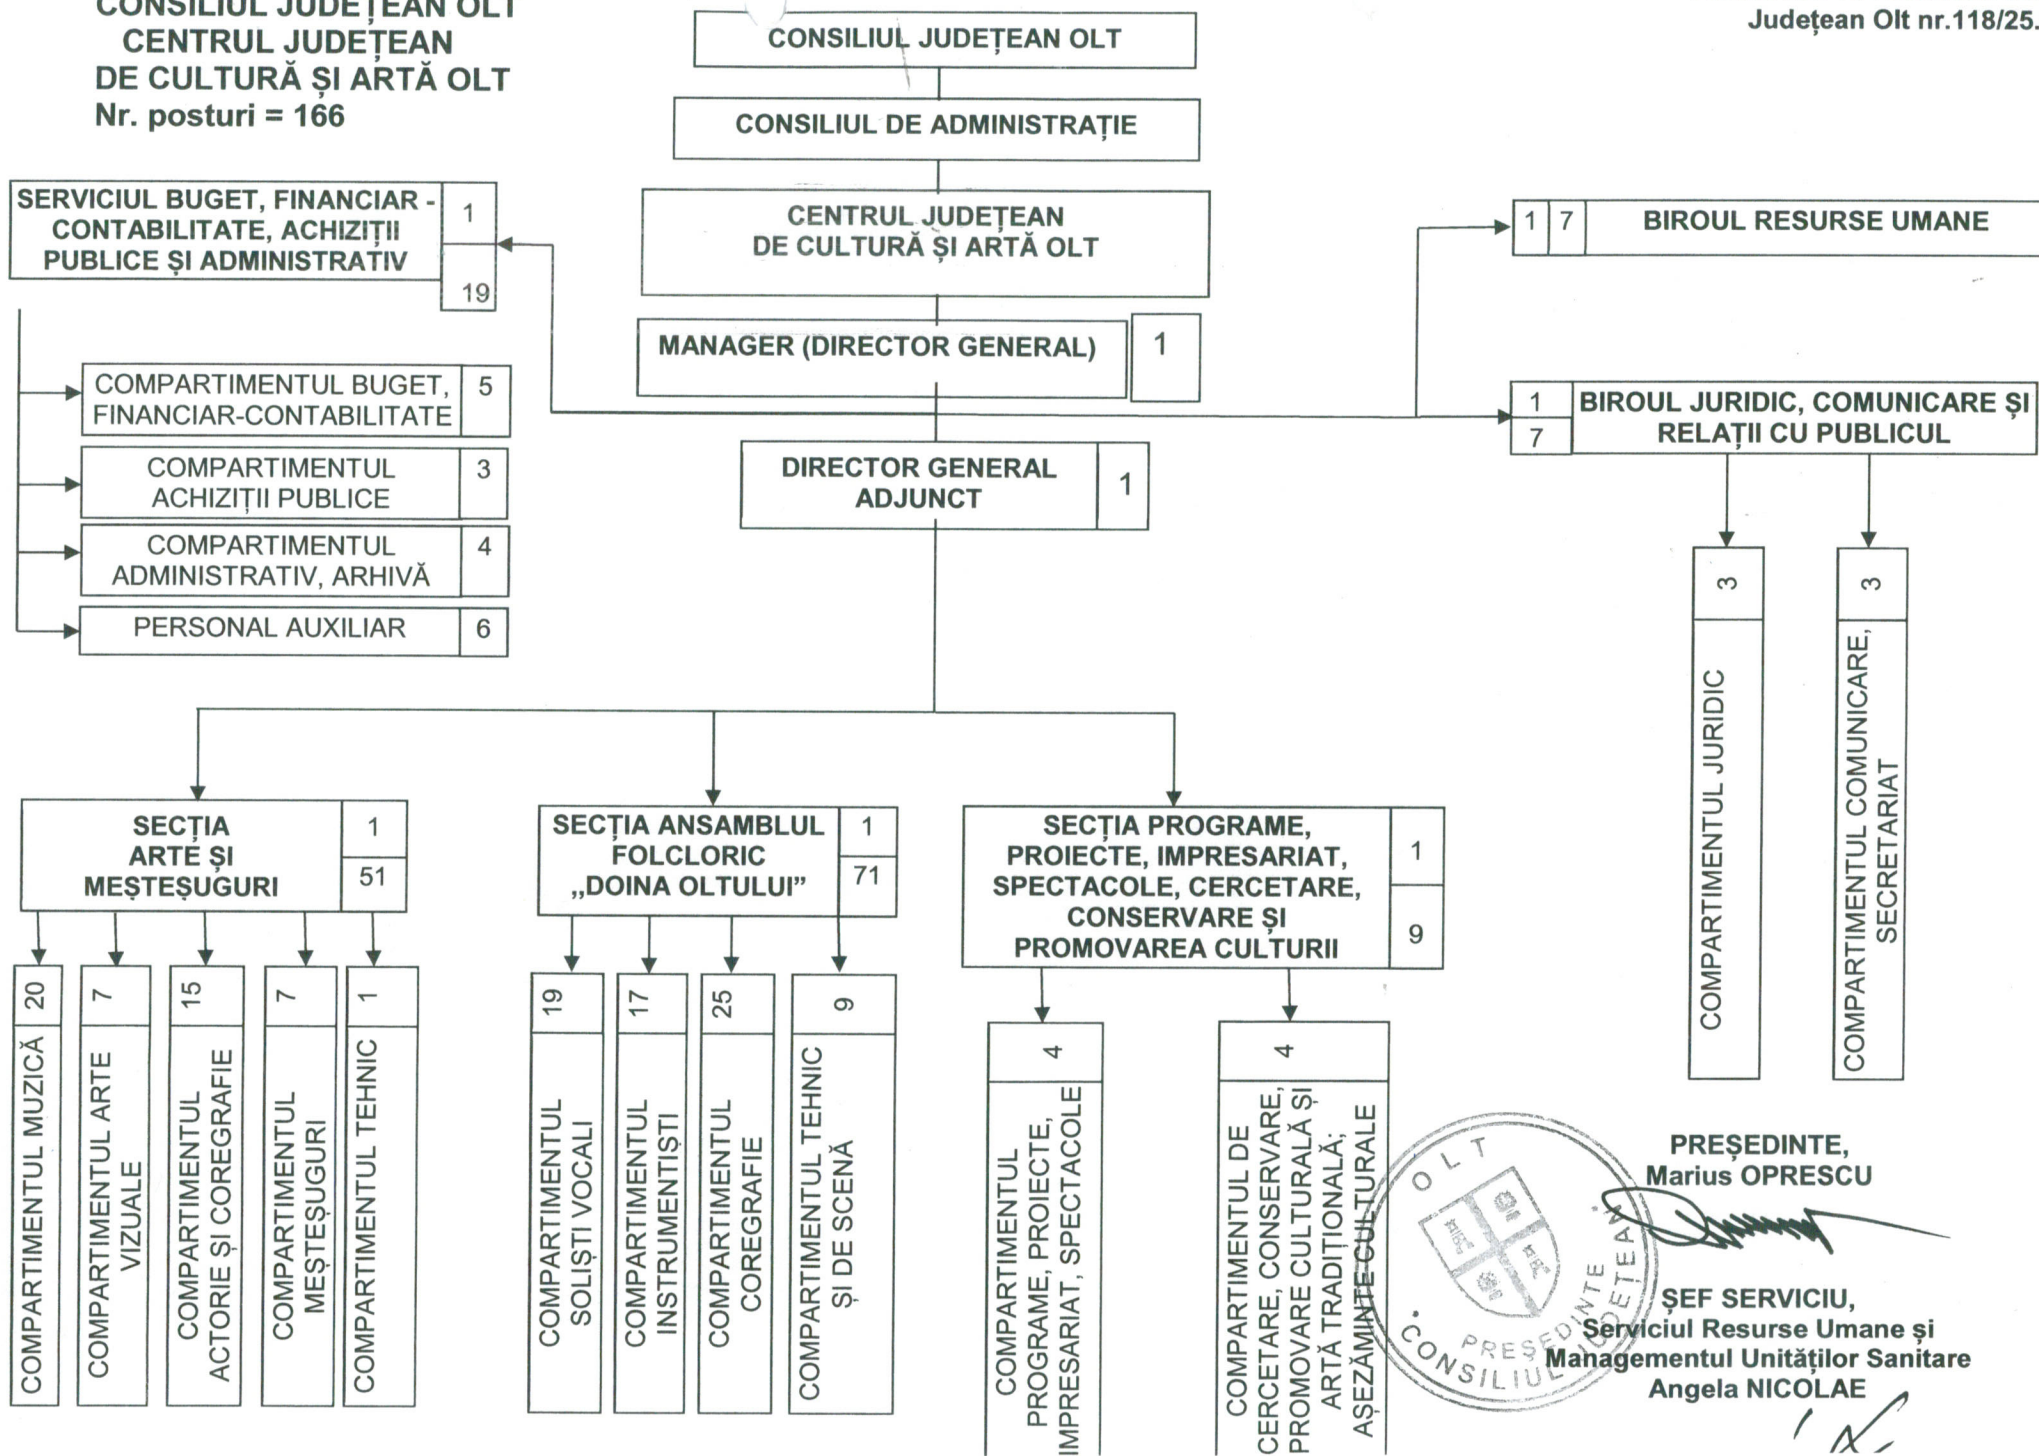 CONSILIUL JUDEȚEAN OLT
CENTRUL JUDEȚEAN
DE CULTURĂ ȘI ARTĂ OLT
Nr. posturi = 166
Județean Olt nr.118/25.
CONSILIUL JUDEȚEAN OLT
CONSILIUL DE ADMINISTRAȚIE
CENTRUL JUDEȚEAN
DE CULTURĂ ȘI ARTĂ OLT
MANAGER (DIRECTOR GENERAL)
1
DIRECTOR GENERAL
ADJUNCT
1
SERVICIUL BUGET, FINANCIAR -
CONTABILITATE, ACHIZIȚII
PUBLICE ȘI ADMINISTRATIV
1
19
COMPARTIMENTUL BUGET,
FINANCIAR-CONTABILITATE
5
COMPARTIMENTUL
ACHIZIȚII PUBLICE
3
COMPARTIMENTUL
ADMINISTRATIV, ARHIVĂ
4
PERSONAL AUXILIAR
6
1 7 BIROUL RESURSE UMANE
1
7
BIROUL JURIDIC, COMUNICARE ȘI
RELAȚII CU PUBLICUL
3
COMPARTIMENTUL JURIDIC
3
COMPARTIMENTUL COMUNICARE,
SECRETARIAT
SECȚIA
ARTE ȘI
MEȘTEȘUGURI
1
51
20
COMPARTIMENTUL MUZICĂ
7
COMPARTIMENTUL ARTE
VIZUALE
15
COMPARTIMENTUL
ACTORIE ȘI COREGRAFIE
7
COMPARTIMENTUL
MEȘTEȘUGURI
1
COMPARTIMENTUL TEHNIC
SECȚIA ANSAMBLUL
FOLCLORIC
„DOINA OLTULUI”
1
71
19
COMPARTIMENTUL
SOLIȘTI VOCALI
17
COMPARTIMENTUL
INSTRUMENTIȘTI
25
COMPARTIMENTUL
COREGRAFIE
9
COMPARTIMENTUL TEHNIC
ȘI DE SCENĂ
SECȚIA PROGRAME,
PROIECTE, IMPRESARIAT,
SPECTACOLE, CERCETARE,
CONSERVARE ȘI
PROMOVAREA CULTURII
1
9
4
COMPARTIMENTUL
PROGRAME, PROIECTE,
IMPRESARIAT, SPECTACOLE
4
COMPARTIMENTUL DE
CERCETARE, CONSERVARE,
PROMOVARE CULTURALĂ ȘI
ARTĂ TRADIȚIONALĂ;
AȘEZĂMINTE CULTURALE
OLT
PREȘEDINTE
CONSILIUL JUDEȚEAN
PREȘEDINTE,
Marius OPRESCU
ȘEF SERVICIU,
Serviciul Resurse Umane și
Managementul Unităților Sanitare
Angela NICOLAE